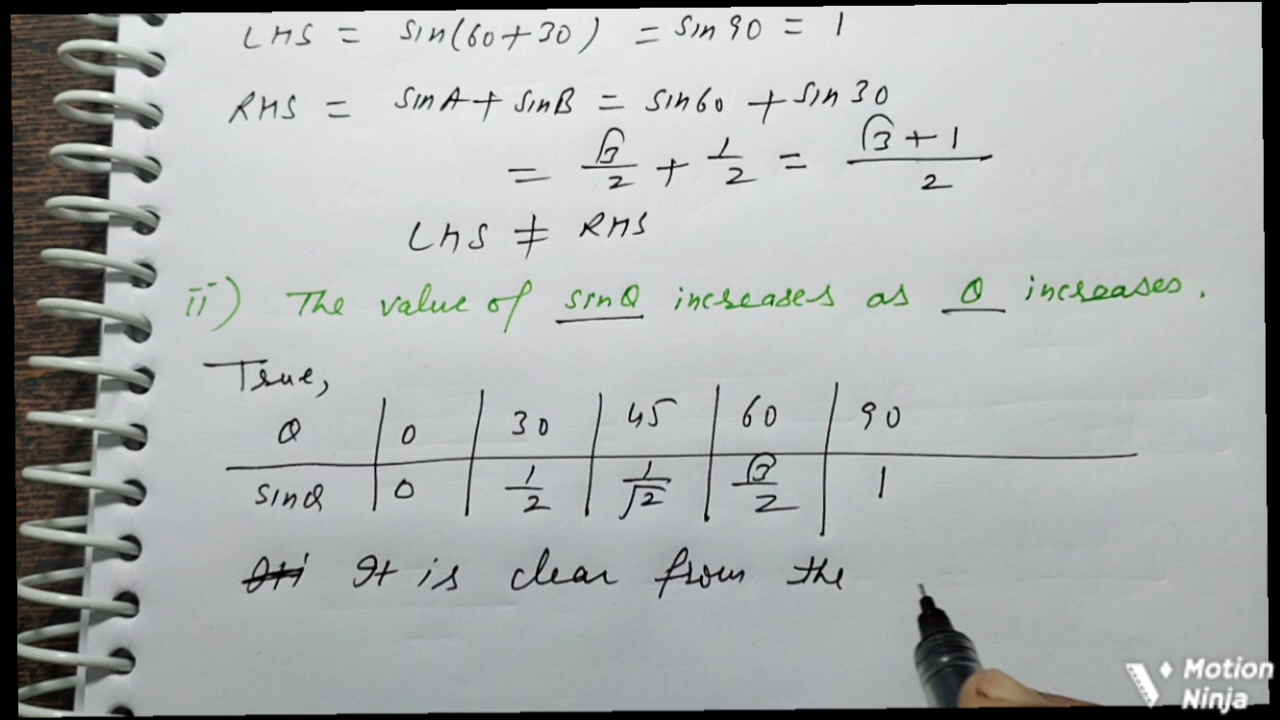 LHS = sin(60+30) = sin 90 = 1
RHS = sinA + sinB = sin60 + sin 30
= √3/2 + 1/2 = √3+1/2
LHS ≠ RHS
ii) The value of sinθ increases as θ increases.
True,
θ | 0 | 30 | 45 | 60 | 90
sinθ | 0 | 1/2 | 1/√2 | √3/2 | 1
It is clear from the
Motion
Ninja